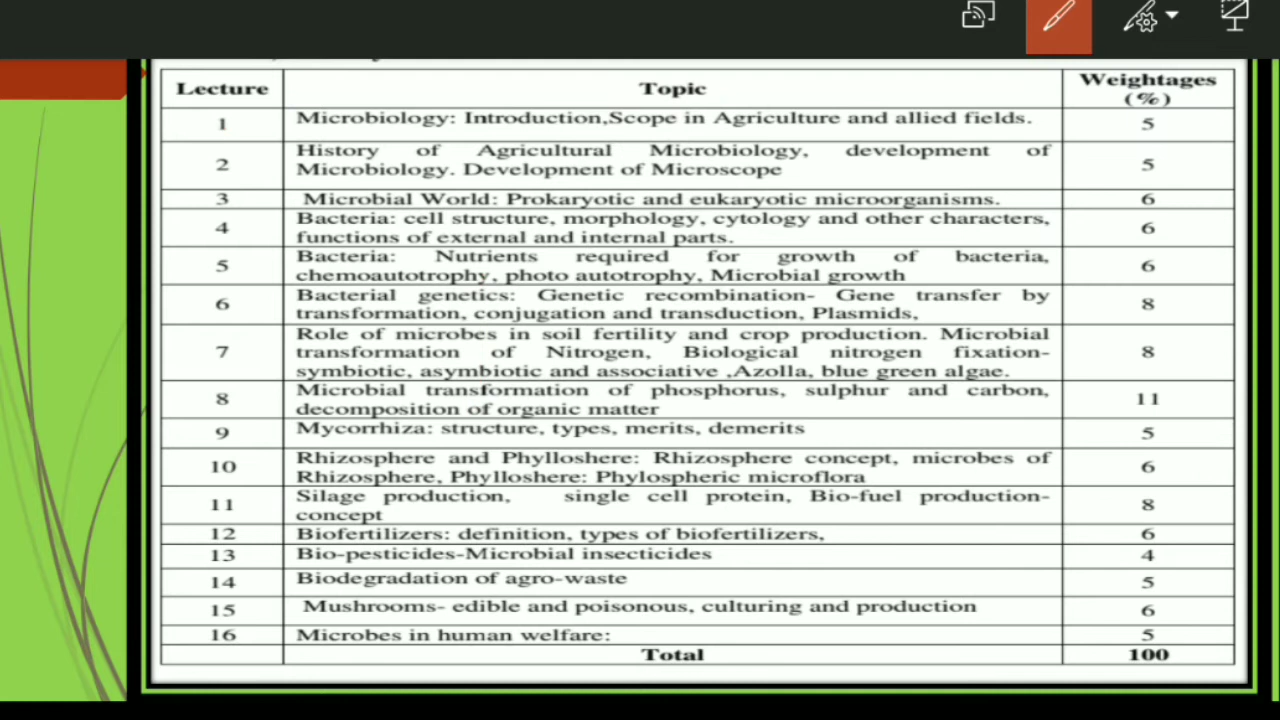 Lecture Topic Weightages (%)
1 Microbiology: Introduction,Scope in Agriculture and allied fields. 5
2 History of Agricultural Microbiology, development of
Microbiology. Development of Microscope 5
3 Microbial World: Prokaryotic and eukaryotic microorganisms. 6
4 Bacteria: cell structure, morphology, cytology and other characters,
functions of external and internal parts. 6
5 Bacteria: Nutrients required for growth of bacteria,
chemoautotrophy, photo autotrophy, Microbial growth 6
6 Bacterial genetics: Genetic recombination- Gene transfer by
transformation, conjugation and transduction, Plasmids, 8
7 Role of microbes in soil fertility and crop production. Microbial
transformation of Nitrogen, Biological nitrogen fixation-
symbiotic, asymbiotic and associative ,Azolla, blue green algae. 8
8 Microbial transformation of phosphorus, sulphur and carbon,
decomposition of organic matter 11
9 Mycorrhiza: structure, types, merits, demerits 5
10 Rhizosphere and Phylloshere: Rhizosphere concept, microbes of
Rhizosphere, Phylloshere: Phylospheric microflora 6
11 Silage production, single cell protein, Bio-fuel production-
concept 8
12 Biofertilizers: definition, types of biofertilizers, 6
13 Bio-pesticides-Microbial insecticides 4
14 Biodegradation of agro-waste 5
15 Mushrooms- edible and poisonous, culturing and production 6
16 Microbes in human welfare: 5
Total 100